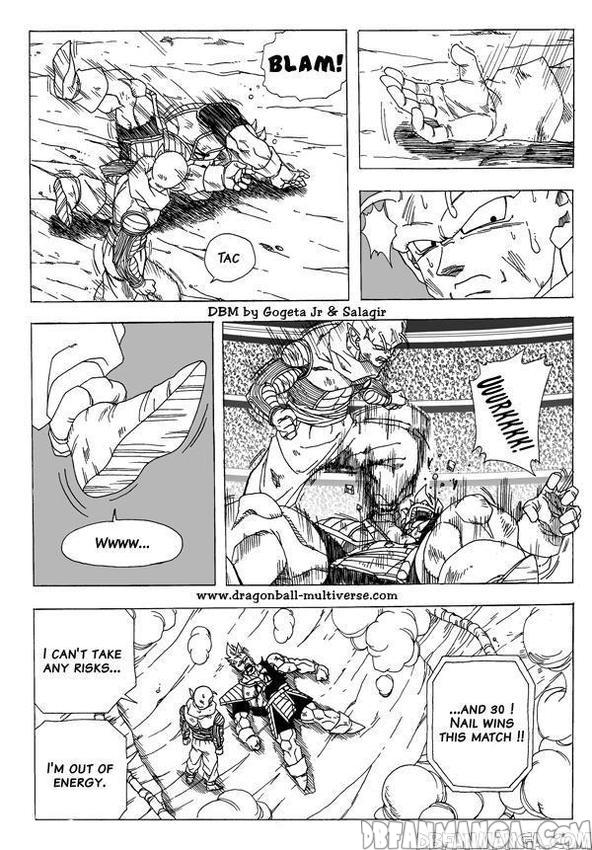 BLAM!
TAC
DBM by Gogeta Jr & Salagir
WWWW...
UUURKKKK!
www.dragonball-multiverse.com
I CAN'T TAKE
ANY RISKS...
I'M OUT OF
ENERGY.
...AND 30 !
NAIL WINS
THIS MATCH !!
DBFANMANGA.COM